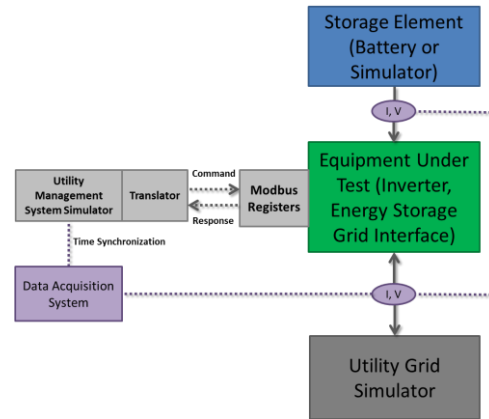 Storage Element
(Battery or
Simulator)
I, V
Equipment Under
Test (Inverter,
Energy Storage
Grid Interface)
Utility
Management
System Simulator
Translator
Command
Response
Modbus
Registers
Time Synchronization
Data Acquisition
System
I, V
Utility Grid
Simulator